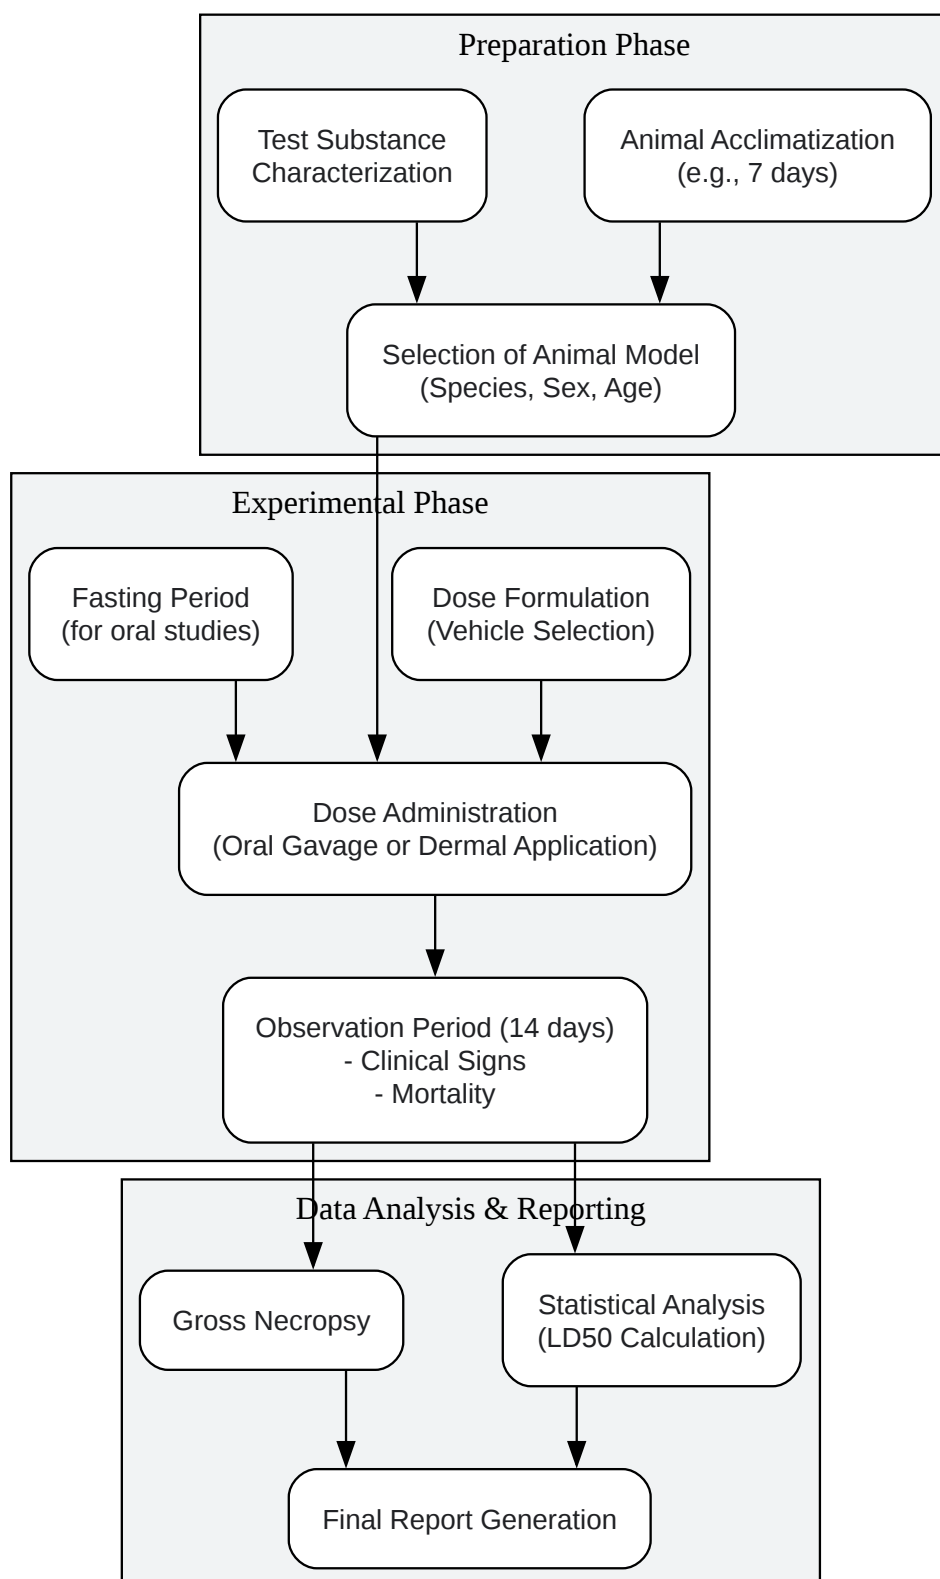 Preparation Phase
Test Substance
Characterization
Animal Acclimatization
(e.g., 7 days)
Selection of Animal Model
(Species, Sex, Age)
Experimental Phase
Fasting Period
(for oral studies)
Dose Formulation
(Vehicle Selection)
Dose Administration
(Oral Gavage or Dermal Application)
Observation Period (14 days)
- Clinical Signs
- Mortality
Data Analysis & Reporting
Gross Necropsy
Statistical Analysis
(LD50 Calculation)
Final Report Generation